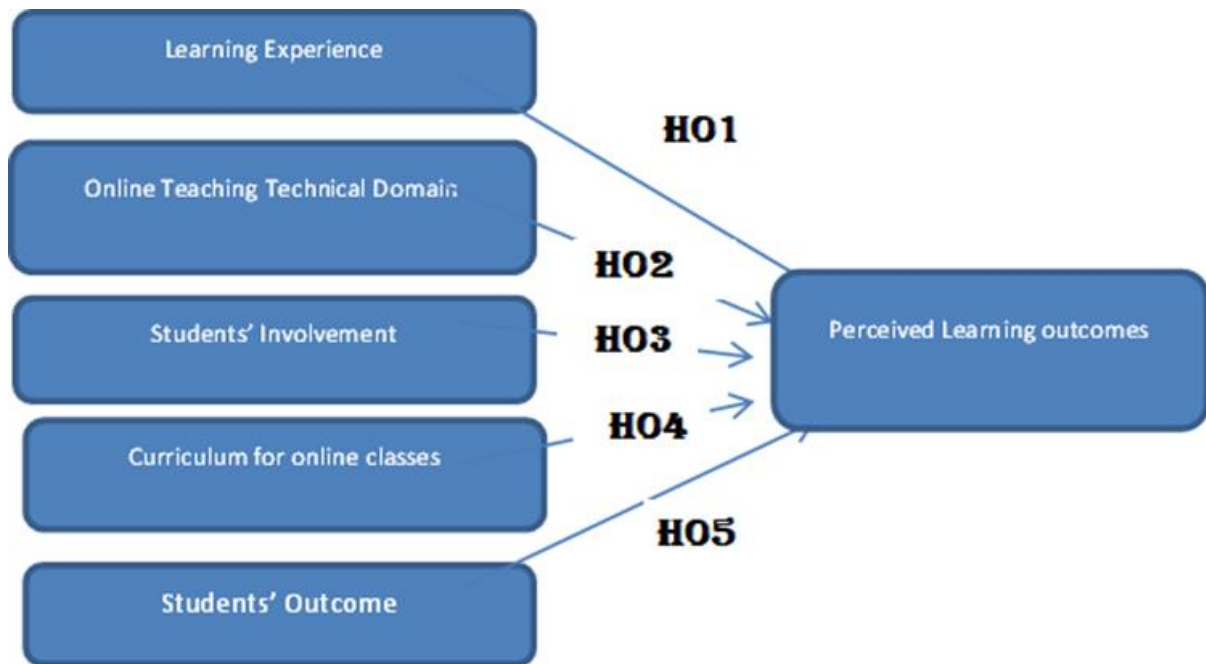 Learning Experience
HO1
Online Teaching Technical Domain
HO2
Students’ Involvement
HO3
Perceived Learning outcomes
Curriculum for online classes
HO4
HO5
Students’ Outcome